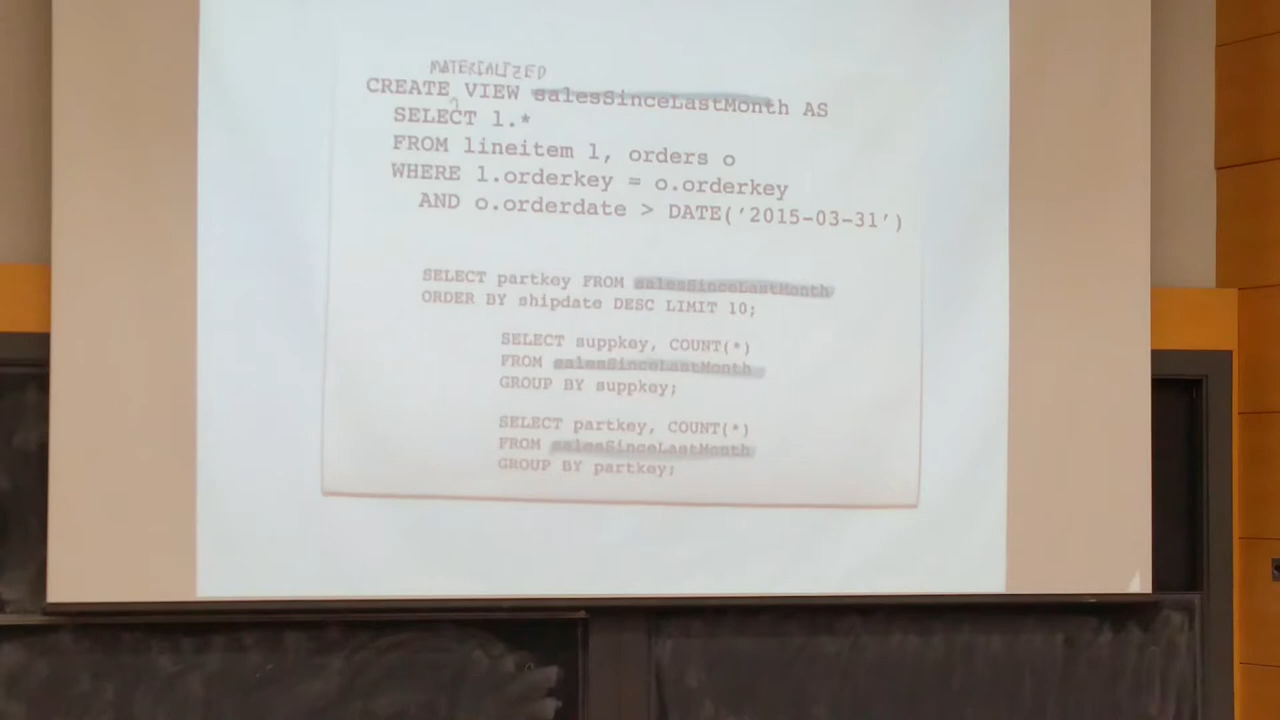 MATERIALIZED
CREATE VIEW salesSinceLastMonth AS
SELECT l.*
FROM lineitem l, orders o
WHERE l.orderkey = o.orderkey
AND o.orderdate > DATE('2015-03-31')
SELECT partkey FROM salesSinceLastMonth
ORDER BY shipdate DESC LIMIT 10;
SELECT suppkey, COUNT(*)
FROM salesSinceLastMonth
GROUP BY suppkey;
SELECT partkey, COUNT(*)
FROM salesSinceLastMonth
GROUP BY partkey;